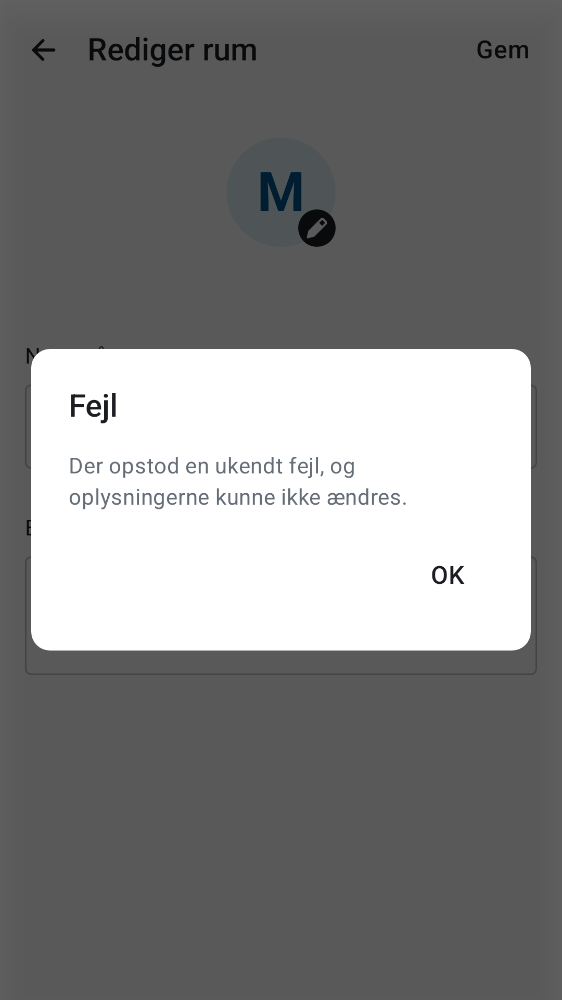 Rediger rum
Gem
M
Fejl
Der opstod en ukendt fejl, og
oplysningerne kunne ikke ændres.
OK